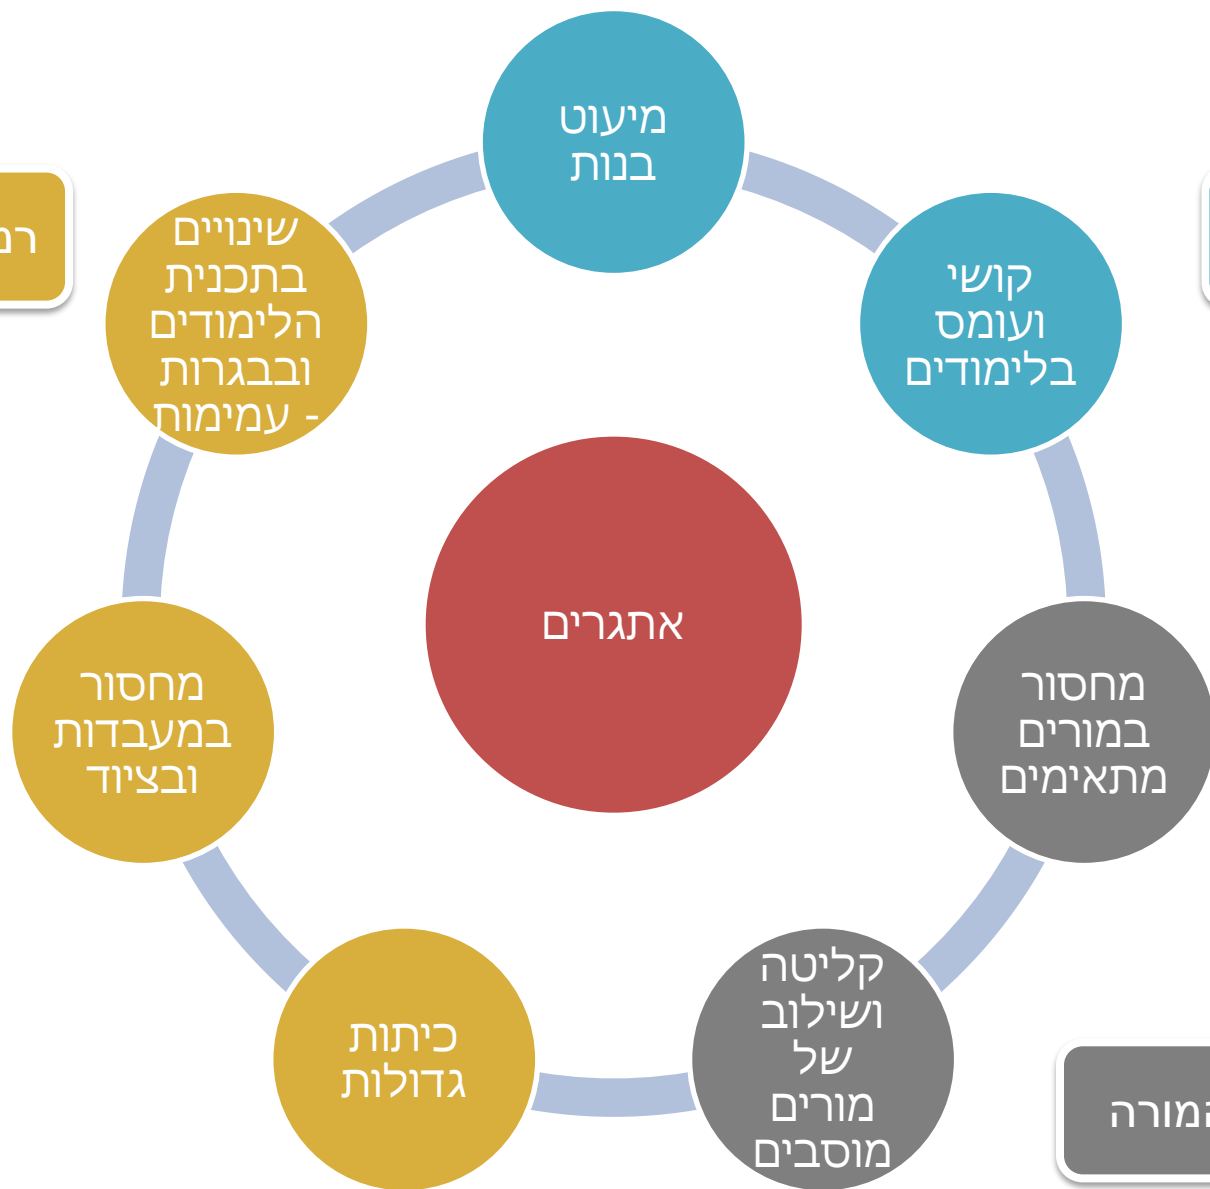 מיעוט
בנות
קושי
ועומס
בלימודים
מחסור
במורים
מתאימים
קליטה
ושילוב
של
מורים
מוסבים
כיתות
גדולות
מחסור
במעבדות
ובציוד
שינויים
בתכנית
הלימודים
ובבגרות
- עמימות
אתגרים
המורה